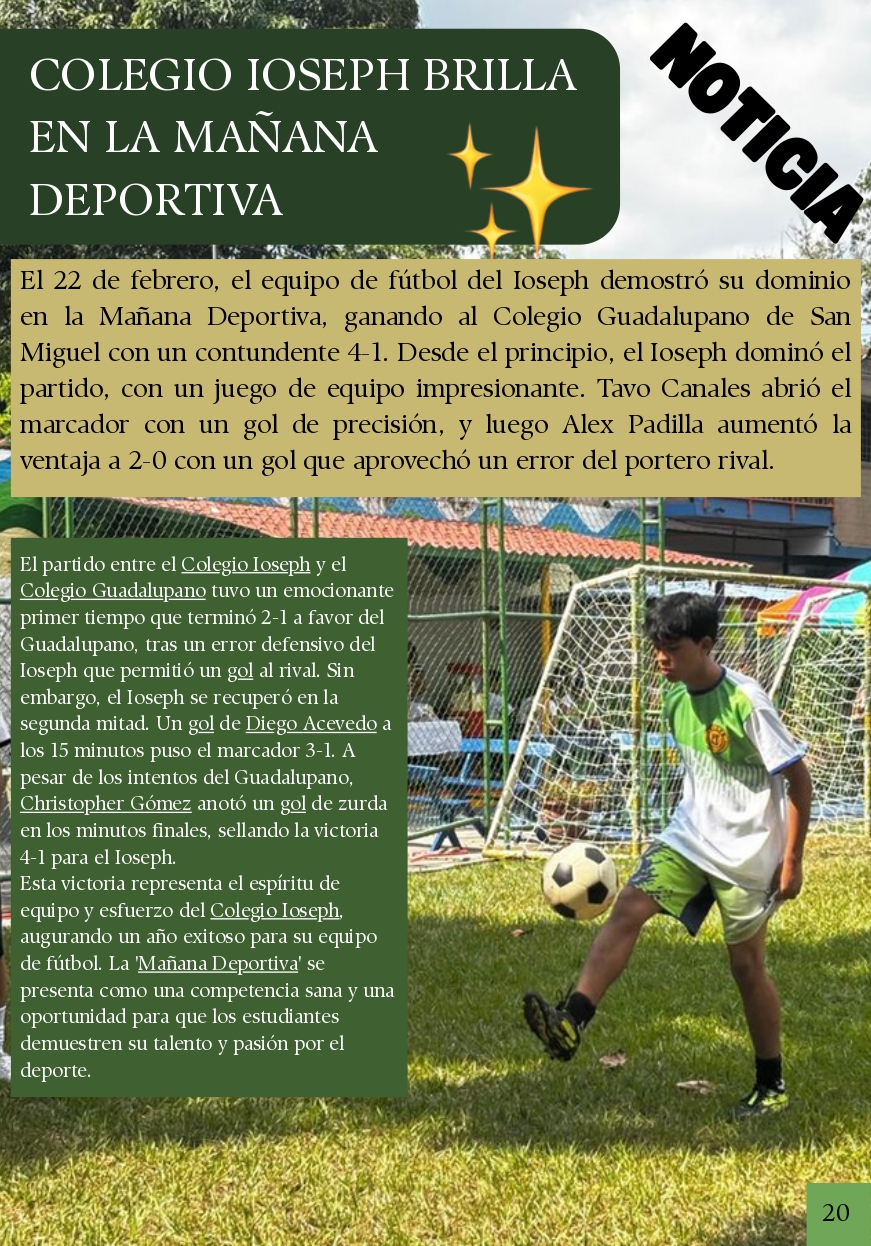 COLEGIO IOSEPH BRILLA
EN LA MAÑANA
DEPORTIVA
NOTICIA
El 22 de febrero, el equipo de fútbol del Ioseph demostró su dominio
en la Mañana Deportiva, ganando al Colegio Guadalupano de San
Miguel con un contundente 4-1. Desde el principio, el Ioseph dominó el
partido, con un juego de equipo impresionante. Tavo Canales abrió el
marcador con un gol de precisión, y luego Alex Padilla aumentó la
ventaja a 2-0 con un gol que aprovechó un error del portero rival.
El partido entre el Colegio Ioseph y el
Colegio Guadalupano tuvo un emocionante
primer tiempo que terminó 2-1 a favor del
Guadalupano, tras un error defensivo del
Ioseph que permitió un gol al rival. Sin
embargo, el Ioseph se recuperó en la
segunda mitad. Un gol de Diego Acevedo a
los 15 minutos puso el marcador 3-1. A
pesar de los intentos del Guadalupano,
Christopher Gómez anotó un gol de zurda
en los minutos finales, sellando la victoria
4-1 para el Ioseph.
Esta victoria representa el espíritu de
equipo y esfuerzo del Colegio Ioseph,
augurando un año exitoso para su equipo
de fútbol. La 'Mañana Deportiva' se
presenta como una competencia sana y una
oportunidad para que los estudiantes
demuestren su talento y pasión por el
deporte.
20